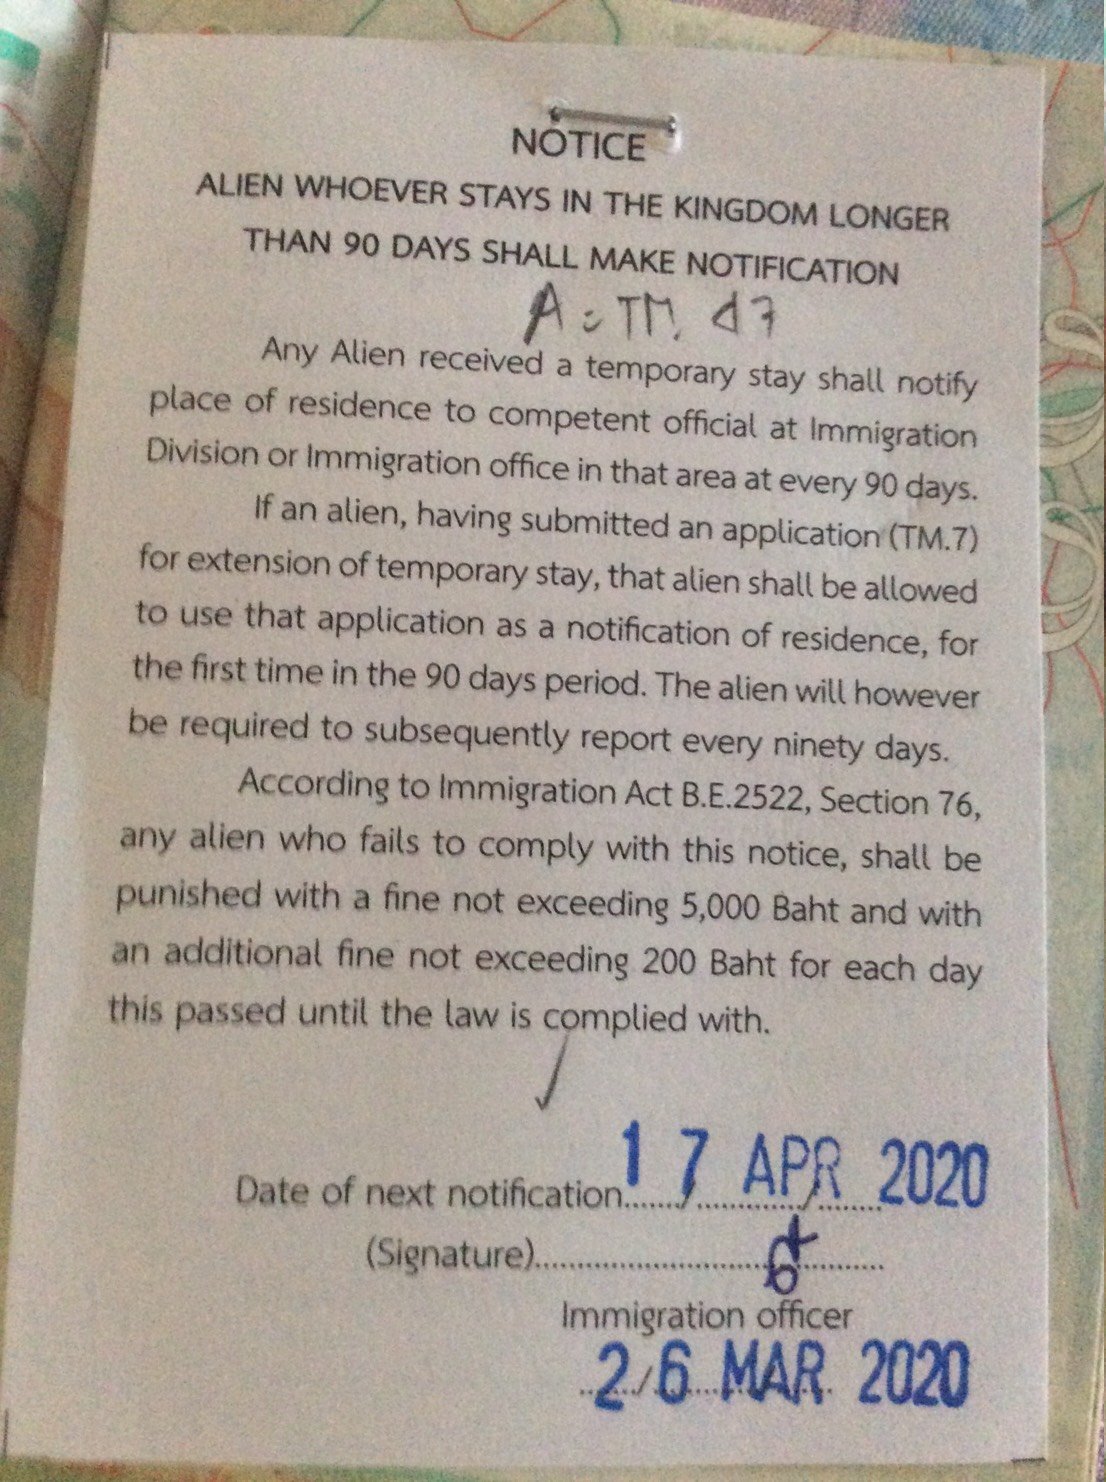 NOTICE
ALIEN WHOEVER STAYS IN THE KINGDOM LONGER
THAN 90 DAYS SHALL MAKE NOTIFICATION
A = TM. 47
Any Alien received a temporary stay shall notify
place of residence to competent official at Immigration
Division or Immigration office in that area at every 90 days.
If an alien, having submitted an application (TM.7)
for extension of temporary stay, that alien shall be allowed
to use that application as a notification of residence, for
the first time in the 90 days period. The alien will however
be required to subsequently report every ninety days.
According to Immigration Act B.E.2522, Section 76,
any alien who fails to comply with this notice, shall be
punished with a fine not exceeding 5,000 Baht and with
an additional fine not exceeding 200 Baht for each day
this passed until the law is complied with.
Date of next notification....../............/........ 17 APR 2020
(Signature)..........................................
Immigration officer
26 MAR 2020